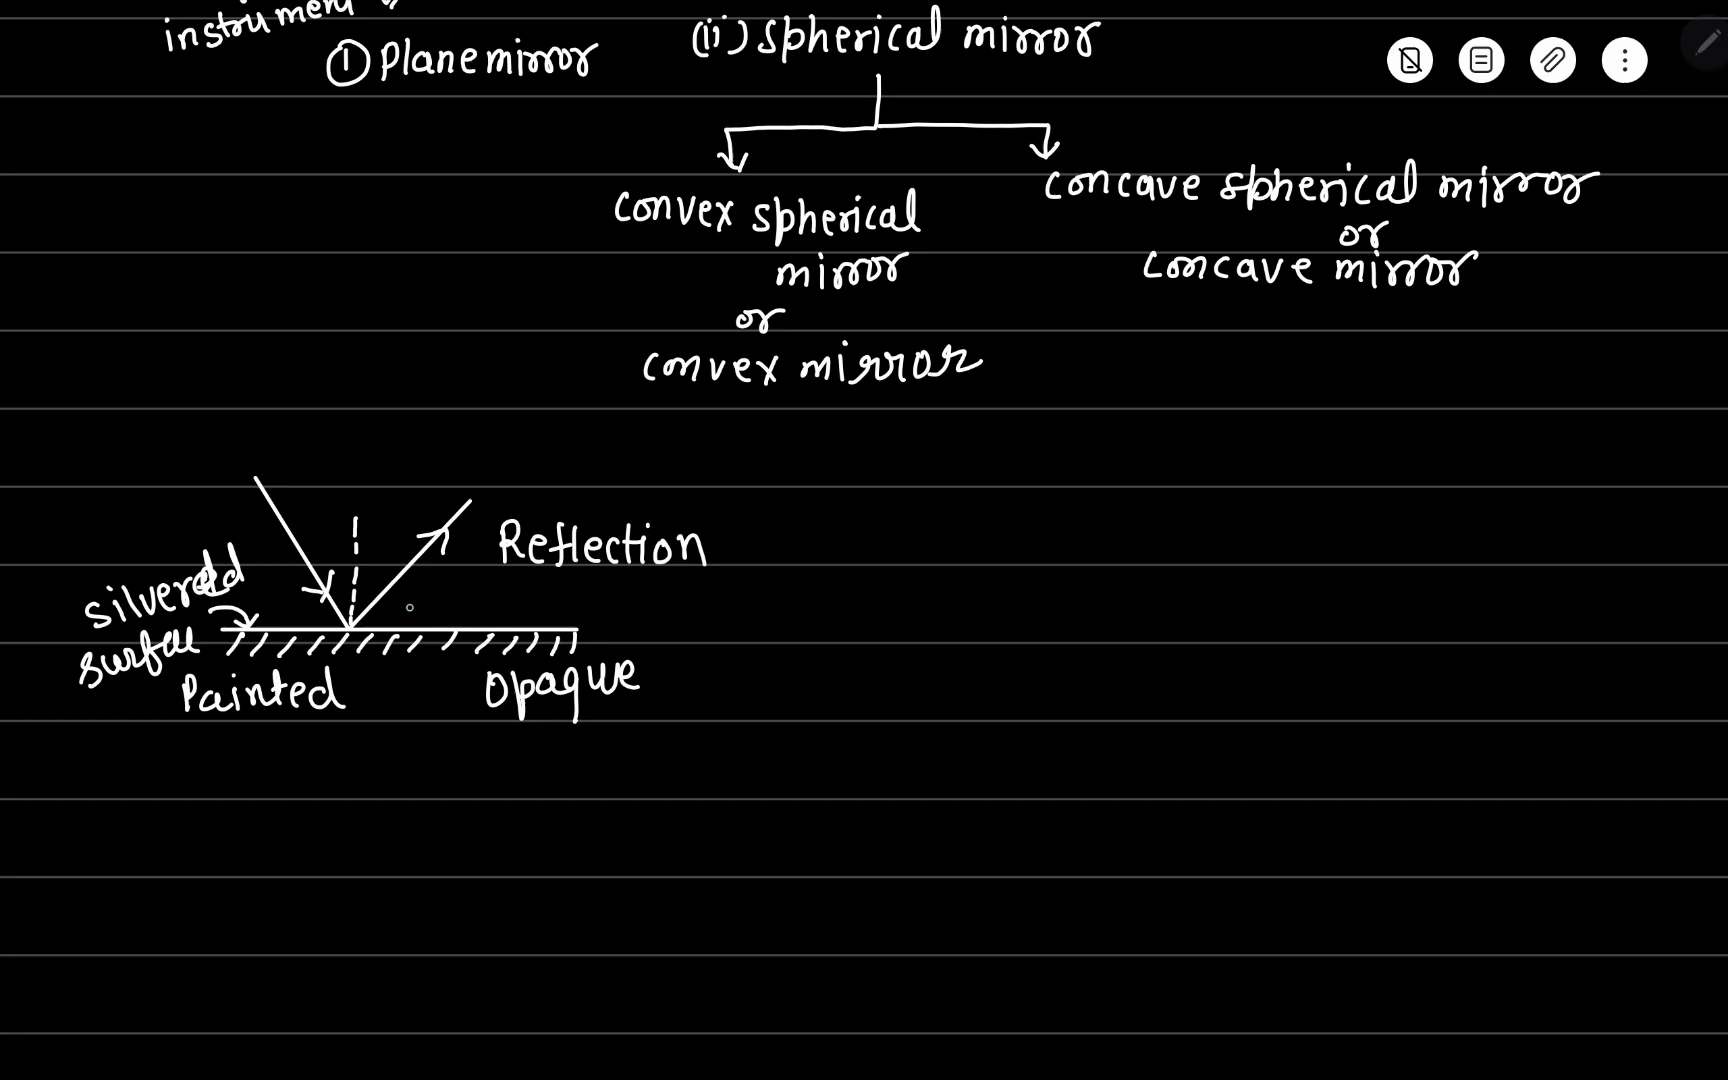 instrument
① Plane mirror
(ii) Spherical mirror
convex spherical
mirror
or
convex mirror
concave spherical mirror
or
concave mirror
Reflection
silvered
surface
Painted
Opaque